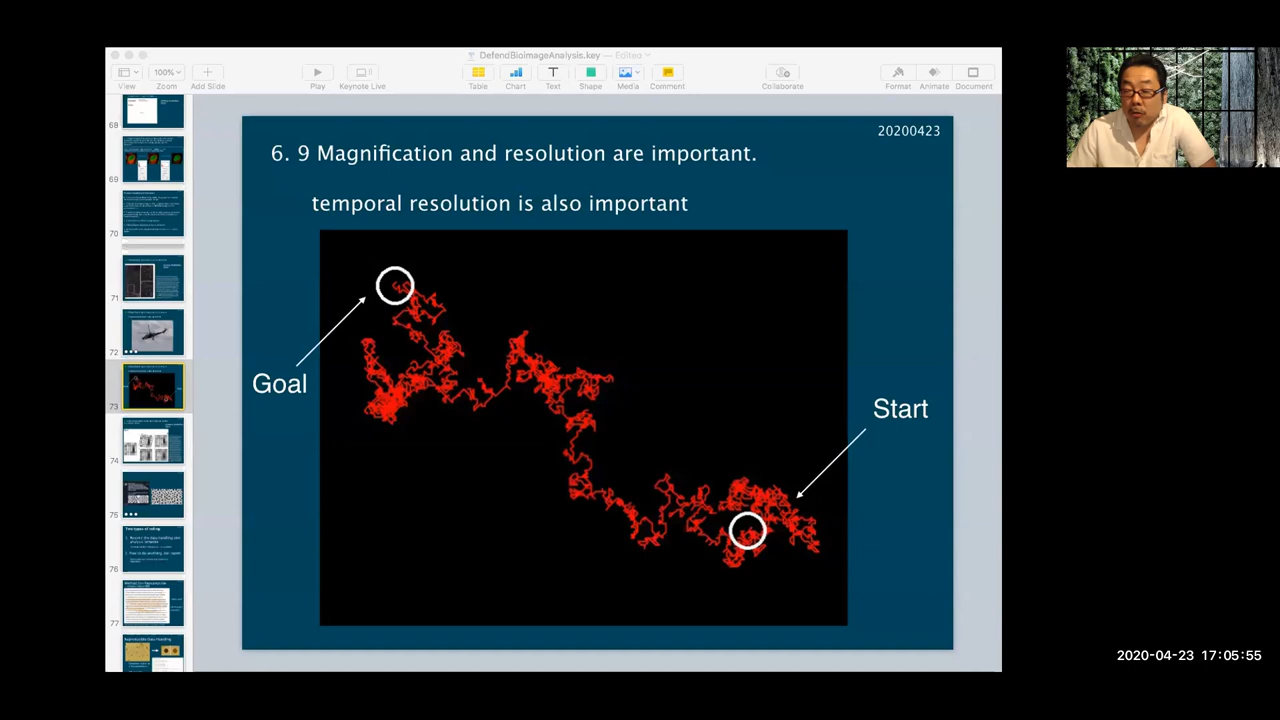 DefendBioimageAnalysis.key — Edited
100%
View Zoom Add Slide Play Keynote Live Table Chart Text Shape Media Comment Collaborate Format Animate Document
20200423
6. 9 Magnification and resolution are important.
temporal resolution is also important
Goal
Start
68
69
70
71
72
73
74
75
76
77
2020-04-23 17:05:55